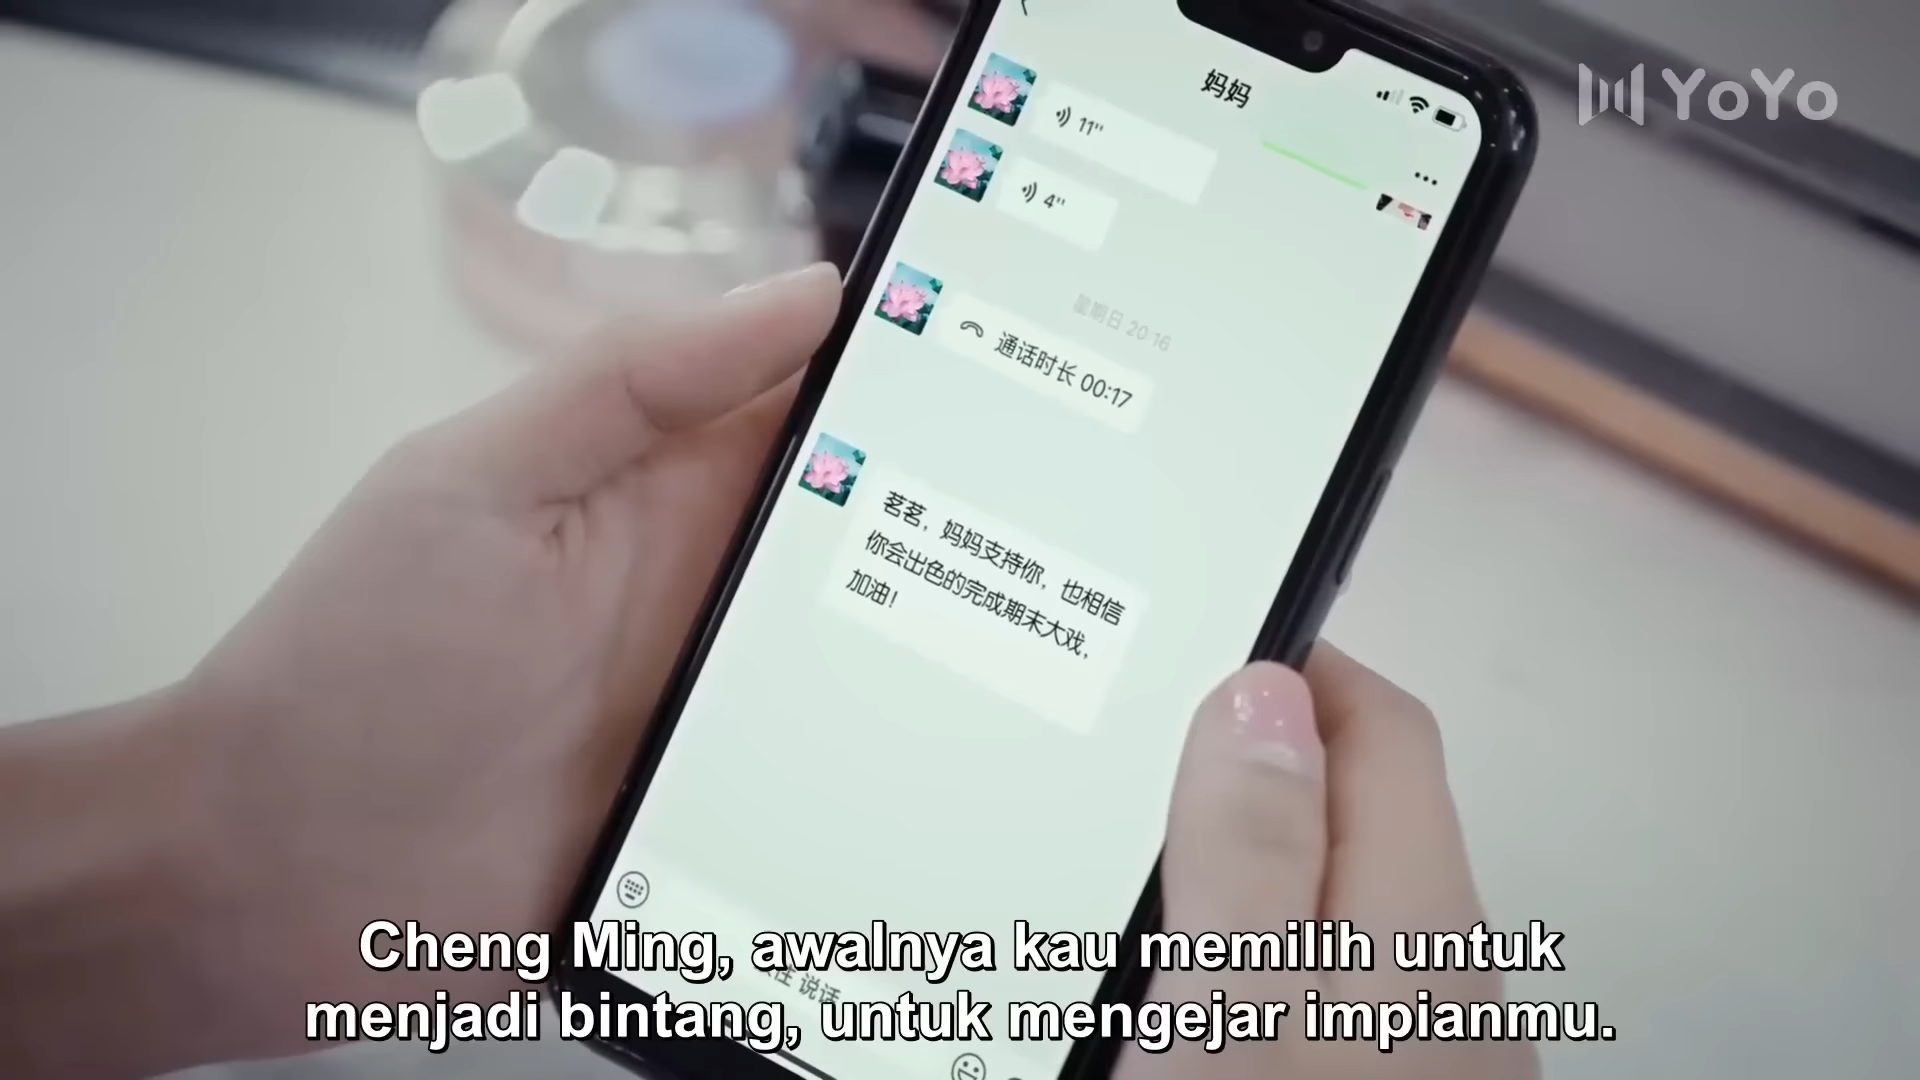 YoYo
妈妈
11"
4"
星期日 20:16
通话时长 00:17
茗茗，妈妈支持你，也相信
你会出色的完成期末大戏，
加油！
说话
Cheng Ming, awalnya kau memilih untuk
menjadi bintang, untuk mengejar impianmu.